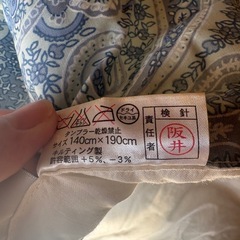 タンブラー乾燥禁止
サイズ 140cm×190cm
キルティング製
許容範囲 +5%、-3%
検針
責任者
阪井